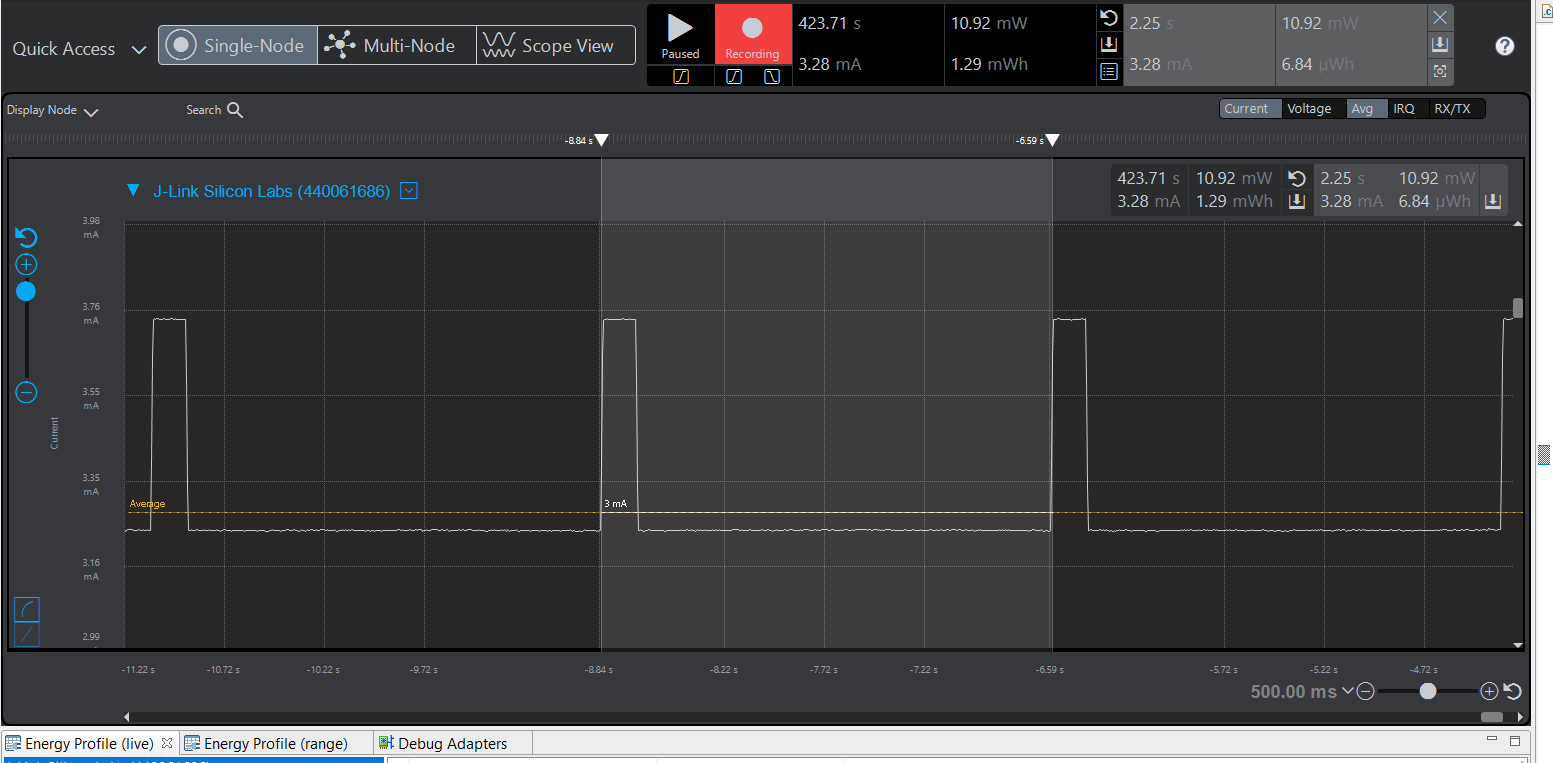 Quick Access
Single-Node
Multi-Node
Scope View
Paused
Recording
423.71 s
10.92 mW
3.28 mA
1.29 mWh
2.25 s
10.92 mW
3.28 mA
6.84 µWh
Display Node
Search
Current
Voltage
Avg
IRQ
RX/TX
-8.84 s
-6.59 s
J-Link Silicon Labs (440061686)
423.71 s
10.92 mW
2.25 s
10.92 mW
3.28 mA
1.29 mWh
3.28 mA
6.84 µWh
3.98
mA
3.76
mA
3.55
mA
3.35
mA
3.16
mA
2.99
Current
Average
3 mA
-11.22 s
-10.72 s
-10.22 s
-9.72 s
-8.84 s
-8.22 s
-7.72 s
-7.22 s
-6.59 s
-5.72 s
-5.22 s
-4.72 s
500.00 ms
Energy Profile (live)
Energy Profile (range)
Debug Adapters